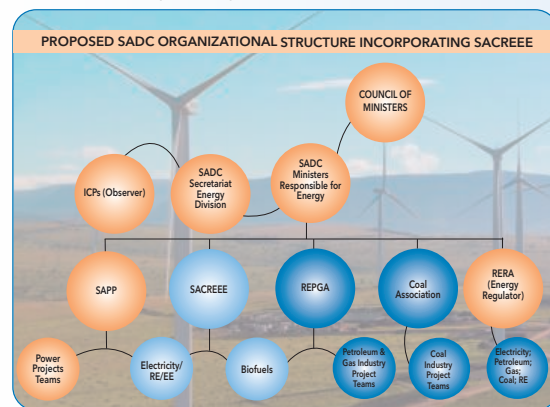 PROPOSED SADC ORGANIZATIONAL STRUCTURE INCORPORATING SACREEE
COUNCIL OF
MINISTERS
ICPs (Observer)
SADC
Secretariat
Energy
Division
SADC
Ministers
Responsible for
Energy
SAPP
SACREEE
REPGA
Coal
Association
RERA
(Energy
Regulator)
Power
Projects
Teams
Electricity/
RE/EE
Biofuels
Petroleum &
Gas Industry
Project
Teams
Coal
Industry
Project
Teams
Electricity;
Petroleum;
Gas;
Coal; RE